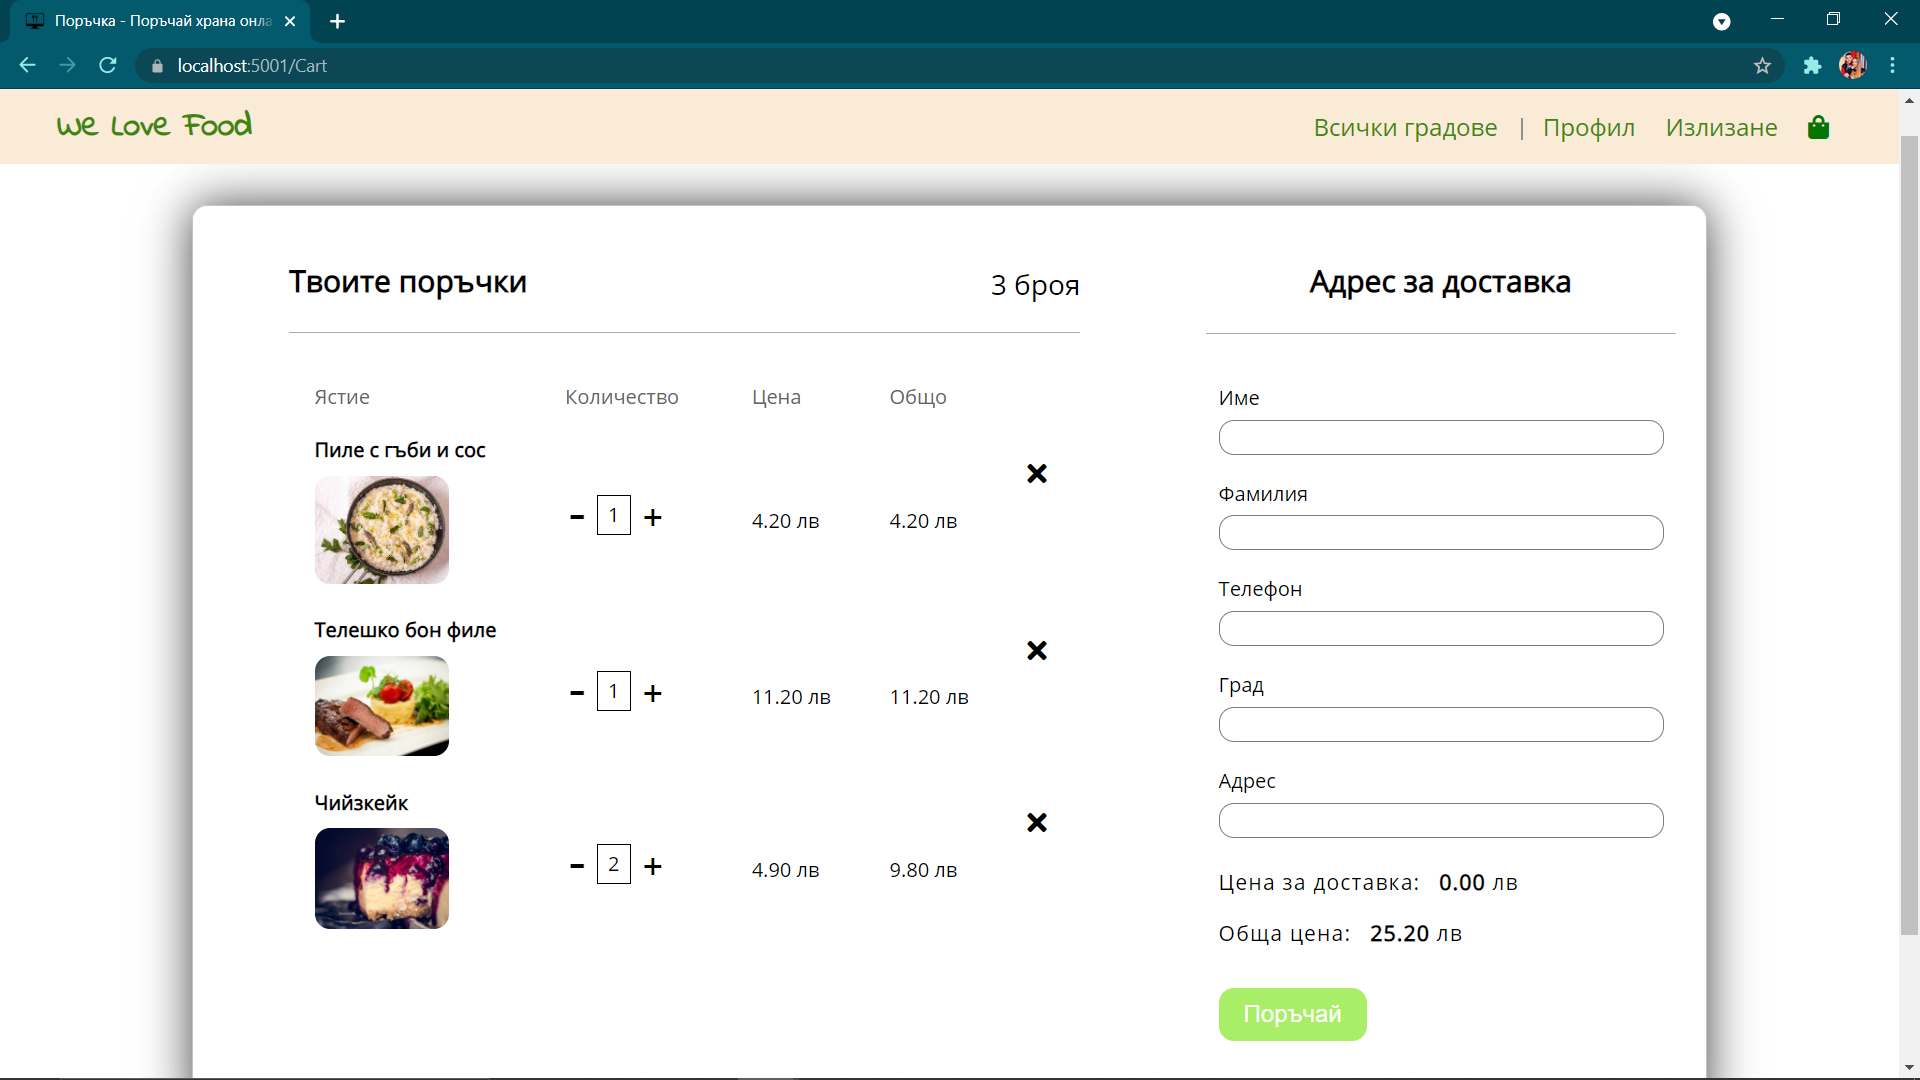 Поръчка - Поръчай храна онла
localhost:5001/Cart
We Love Food
Всички градове | Профил Излизане
Твоите поръчки 3 броя
Ястие Количество Цена Общо
Пиле с гъби и сос
- 1 + 4.20 лв 4.20 лв
Телешко бон филе
- 1 + 11.20 лв 11.20 лв
Чийзкейк
- 2 + 4.90 лв 9.80 лв
Адрес за доставка
Име
Фамилия
Телефон
Град
Адрес
Цена за доставка: 0.00 лв
Обща цена: 25.20 лв
Поръчай